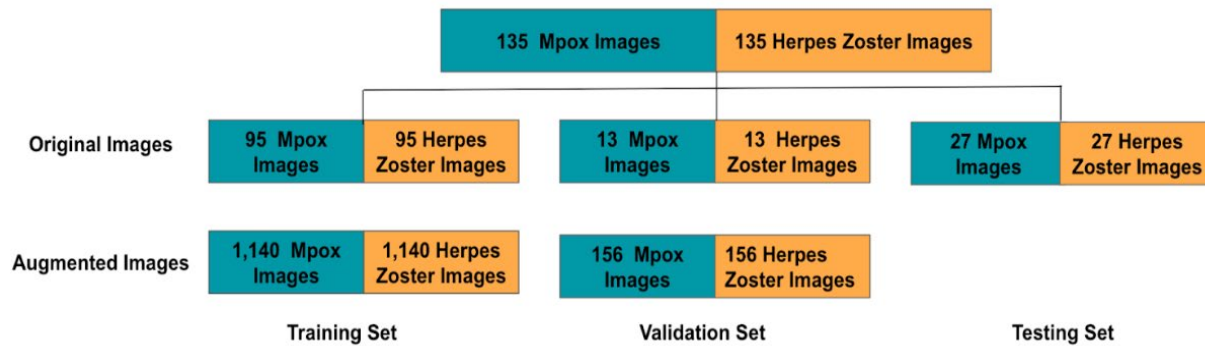 135 Mpox Images
135 Herpes Zoster Images
Original Images
95 Mpox
Images
95 Herpes
Zoster Images
13 Mpox
Images
13 Herpes
Zoster Images
27 Mpox
Images
27 Herpes
Zoster Images
Augmented Images
1,140 Mpox
Images
1,140 Herpes
Zoster Images
156 Mpox
Images
156 Herpes
Zoster Images
Training Set
Validation Set
Testing Set